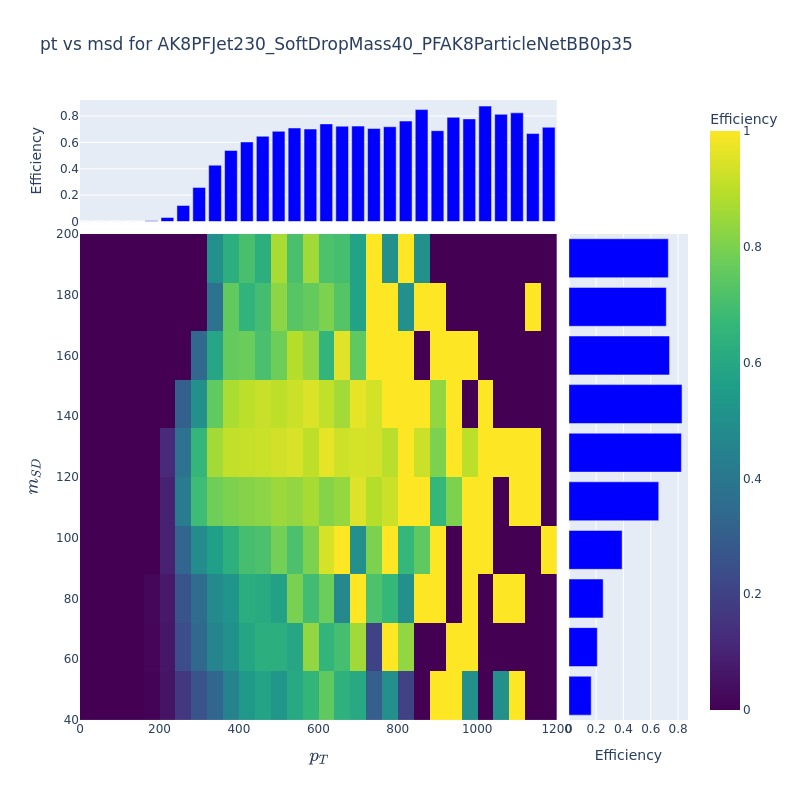 pt vs msd for AK8PFJet230_SoftDropMass40_PFAK8ParticleNetBB0p35
Efficiency
0.8
0.6
0.4
0.2
0
Efficiency
1
0.8
0.6
0.4
0.2
0
200
180
160
140
120
100
80
60
40
m_SD
0 200 400 600 800 1000 1200
p_T
0 0.2 0.4 0.6 0.8
Efficiency